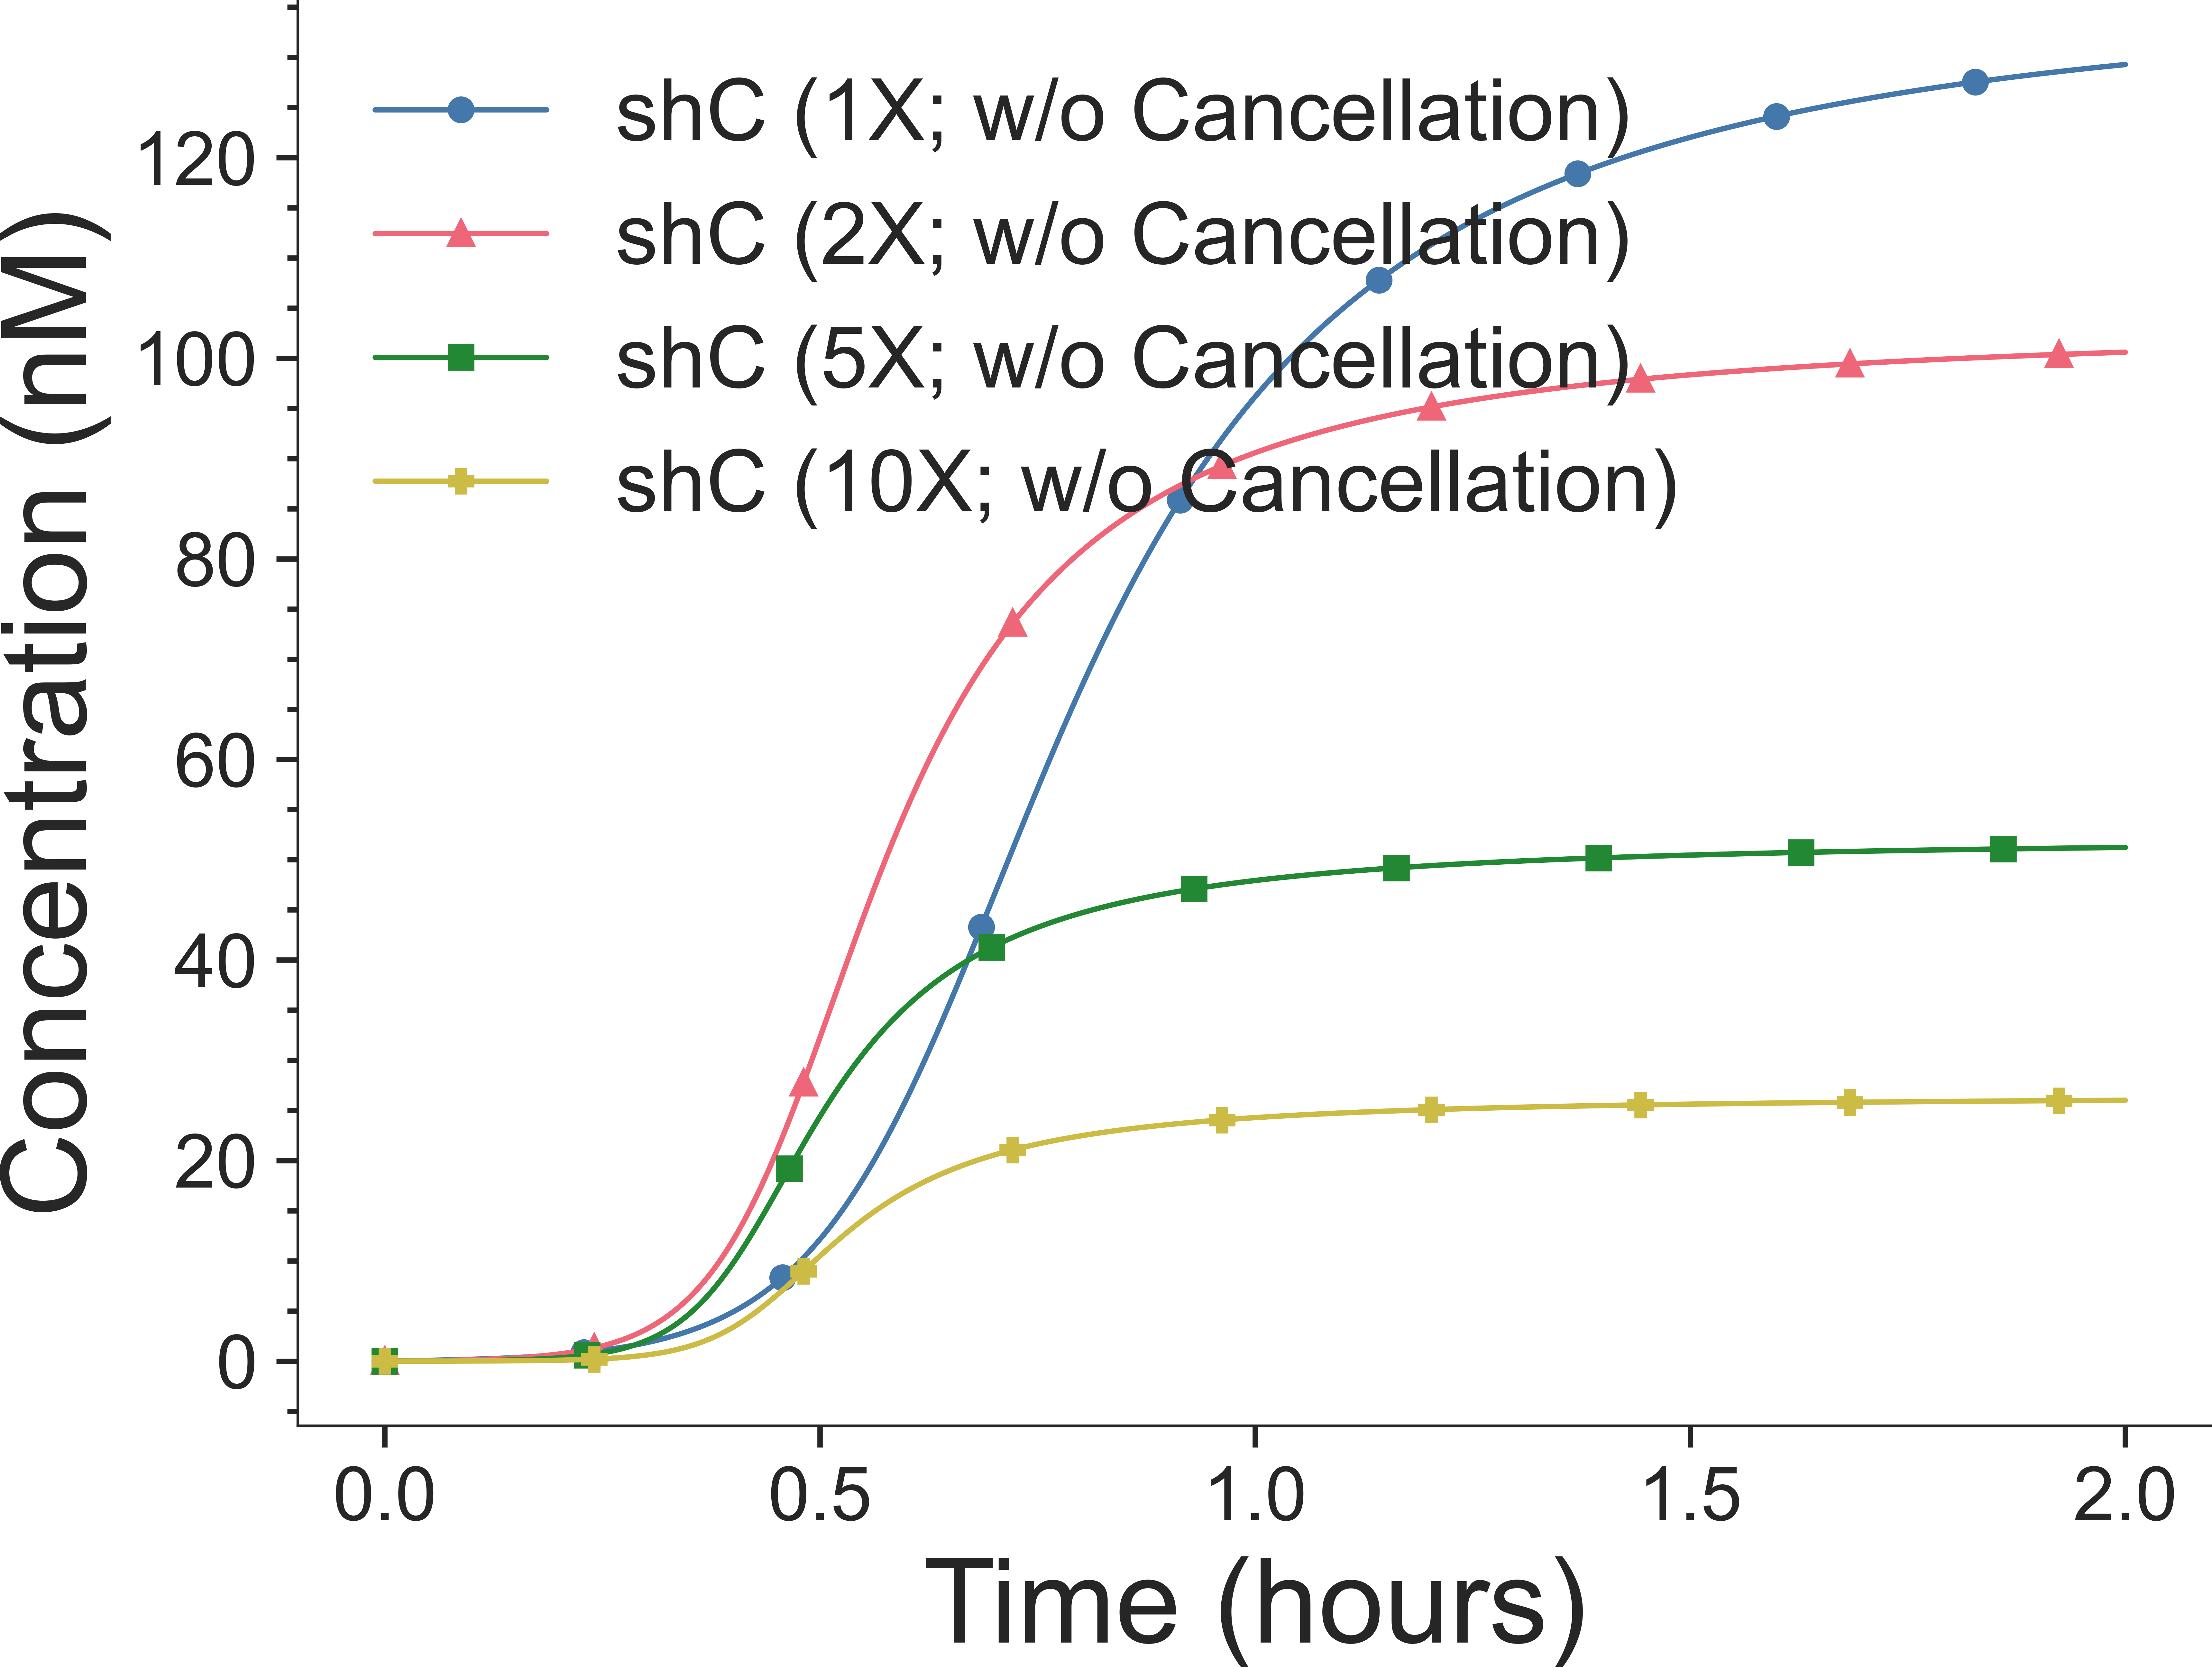 shC (1X; w/o Cancellation)
shC (2X; w/o Cancellation)
shC (5X; w/o Cancellation)
shC (10X; w/o Cancellation)
Concentration (nM)
120
100
80
60
40
20
0
0.0 0.5 1.0 1.5 2.0
Time (hours)